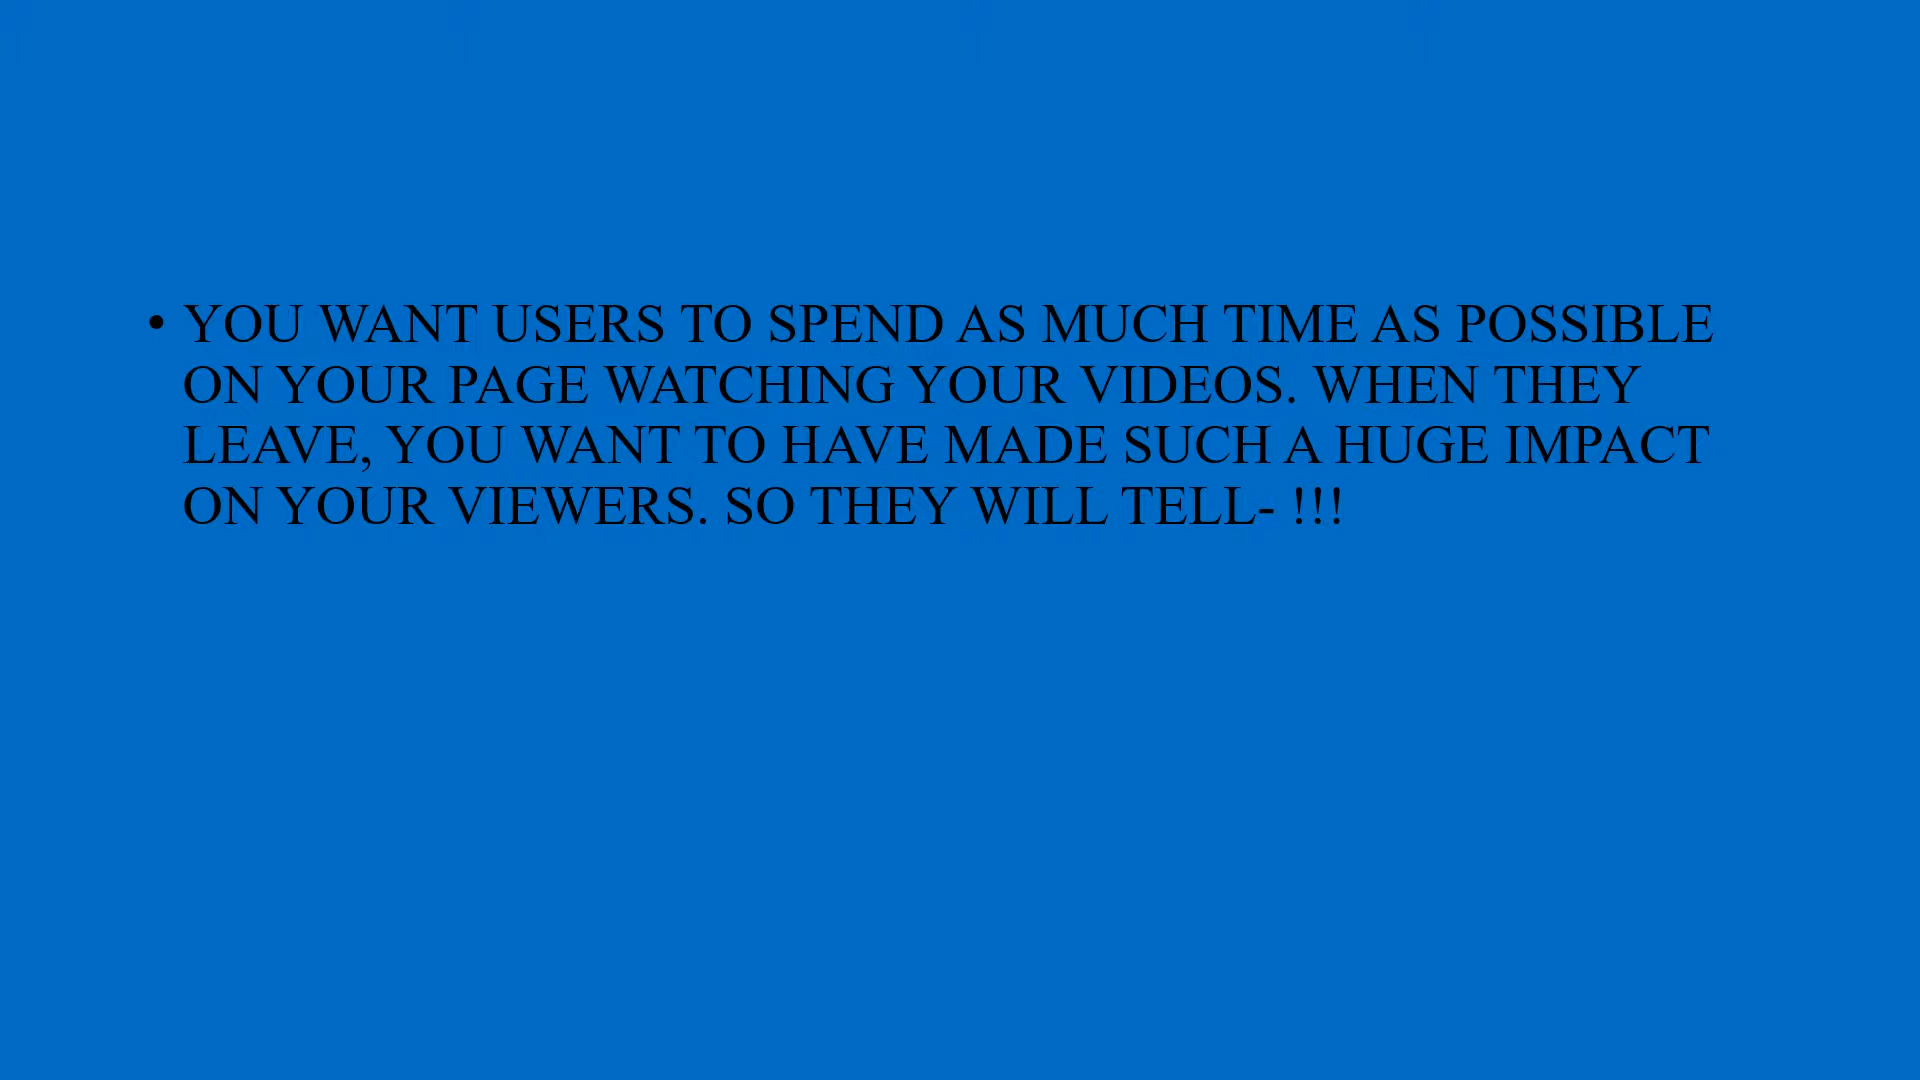 • YOU WANT USERS TO SPEND AS MUCH TIME AS POSSIBLE
ON YOUR PAGE WATCHING YOUR VIDEOS. WHEN THEY
LEAVE, YOU WANT TO HAVE MADE SUCH A HUGE IMPACT
ON YOUR VIEWERS. SO THEY WILL TELL- !!!